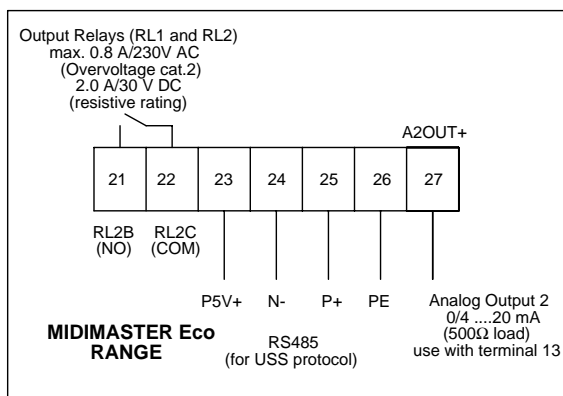 Output Relays (RL1 and RL2)
max. 0.8 A/230V AC
(Overvoltage cat.2)
2.0 A/30 V DC
(resistive rating)
A2OUT+
21 22 23 24 25 26 27
RL2B RL2C
(NO) (COM)
P5V+ N- P+ PE
Analog Output 2
0/4 ....20 mA
(500Ω load)
use with terminal 13
MIDIMASTER Eco
RANGE
RS485
(for USS protocol)